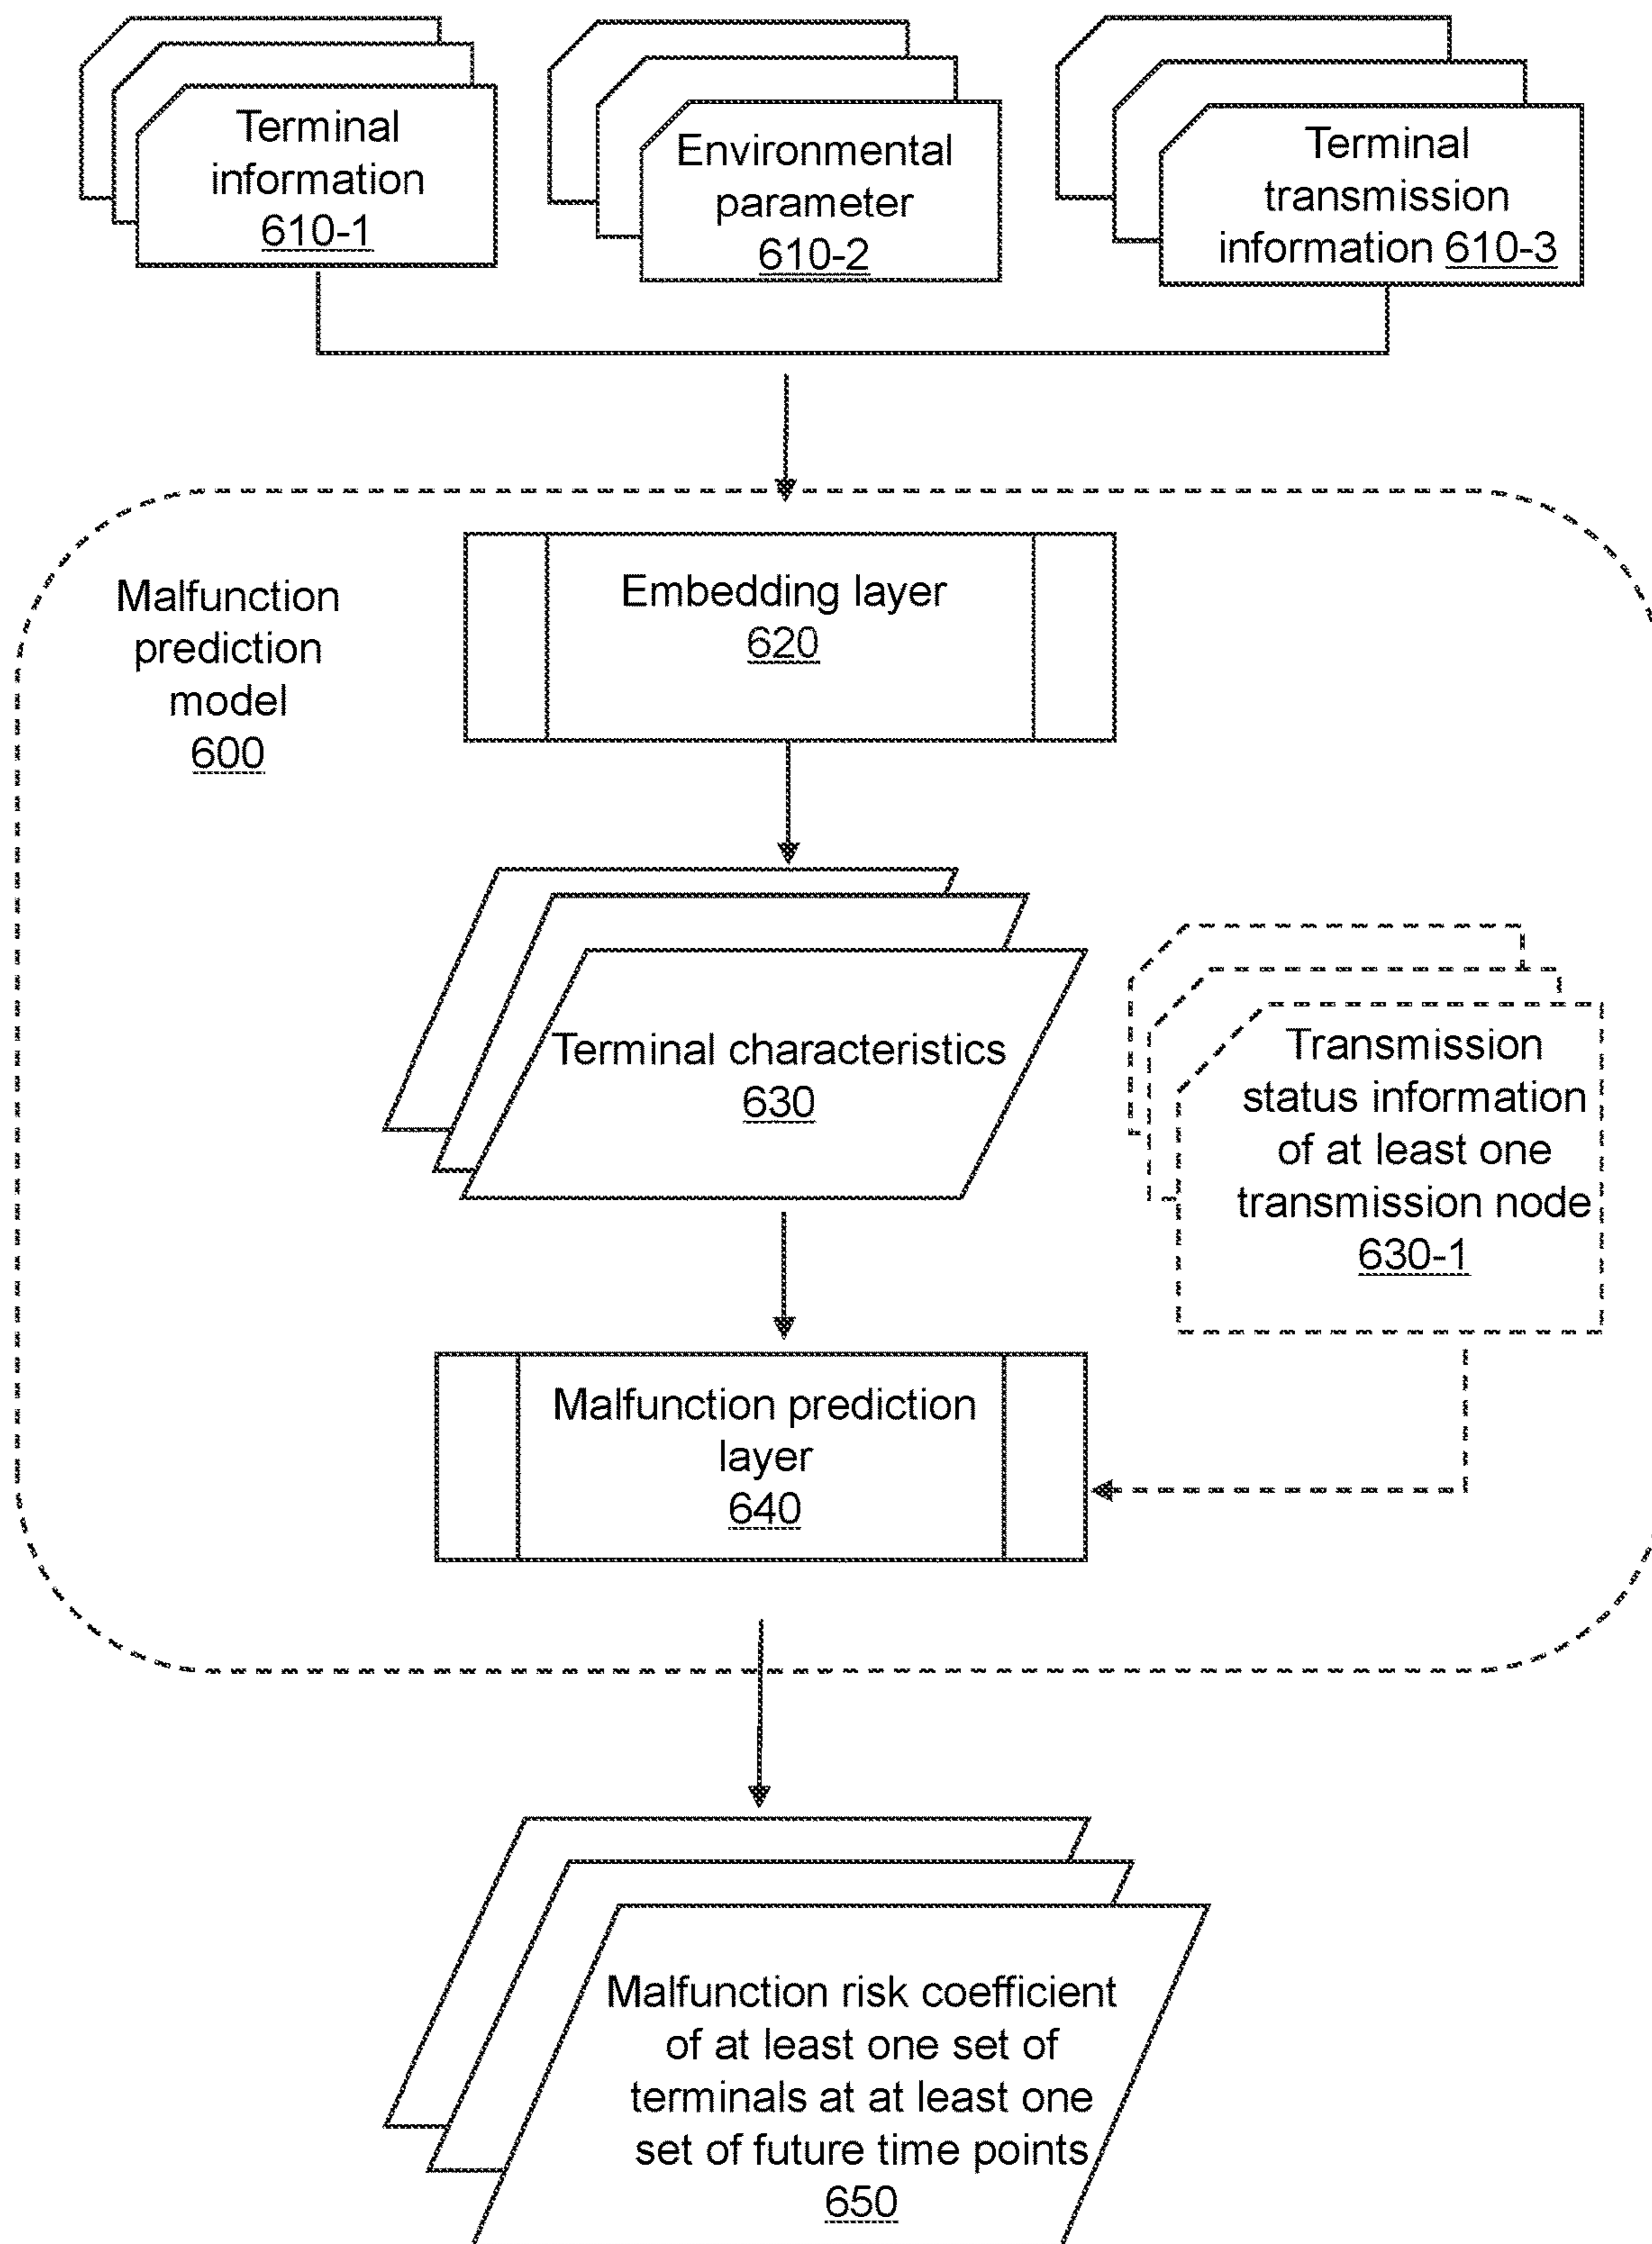 Terminal
information
610-1
Environmental
parameter
610-2
Terminal
transmission
information 610-3
Malfunction
prediction
model
600
Embedding layer
620
Terminal characteristics
630
Transmission
status information
of at least one
transmission node
630-1
Malfunction prediction
layer
640
Malfunction risk coefficient
of at least one set of
terminals at at least one
set of future time points
650